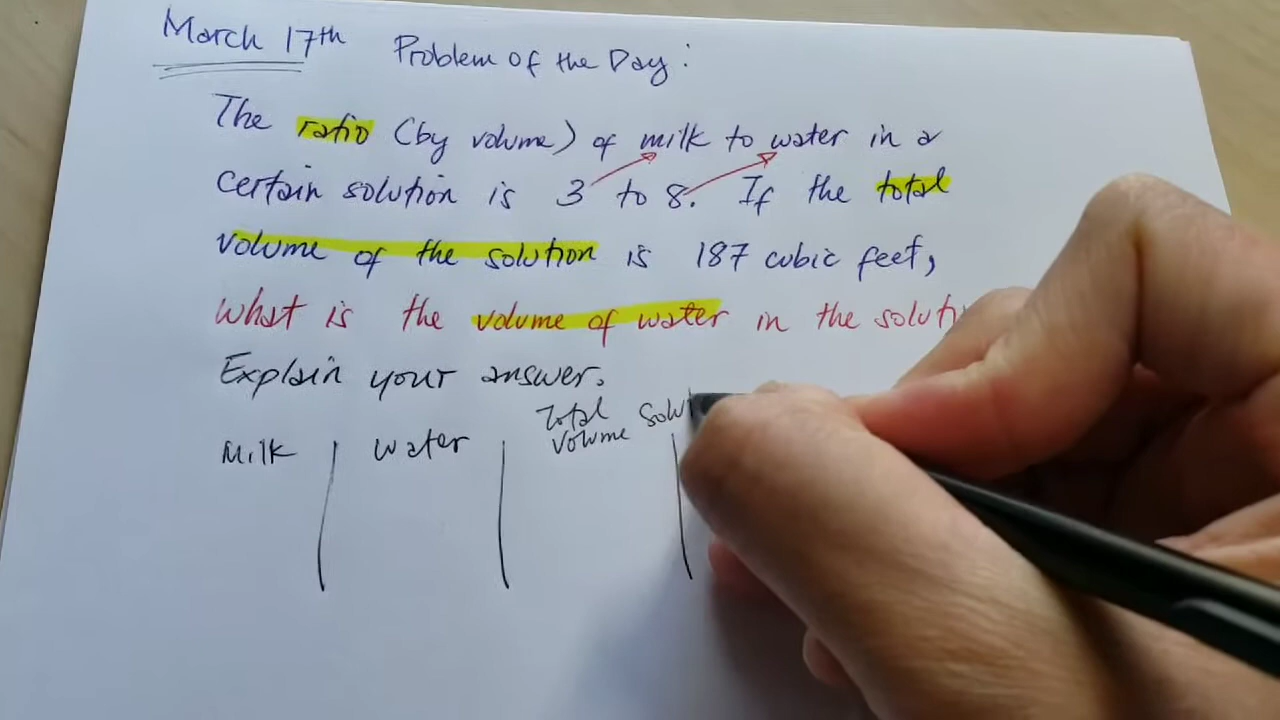 March 17th Problem of the Day:
The ratio (by volume) of milk to water in a
certain solution is 3 to 8. If the total
volume of the solution is 187 cubic feet,
what is the volume of water in the
Explain your answer.
Total
Milk water volume